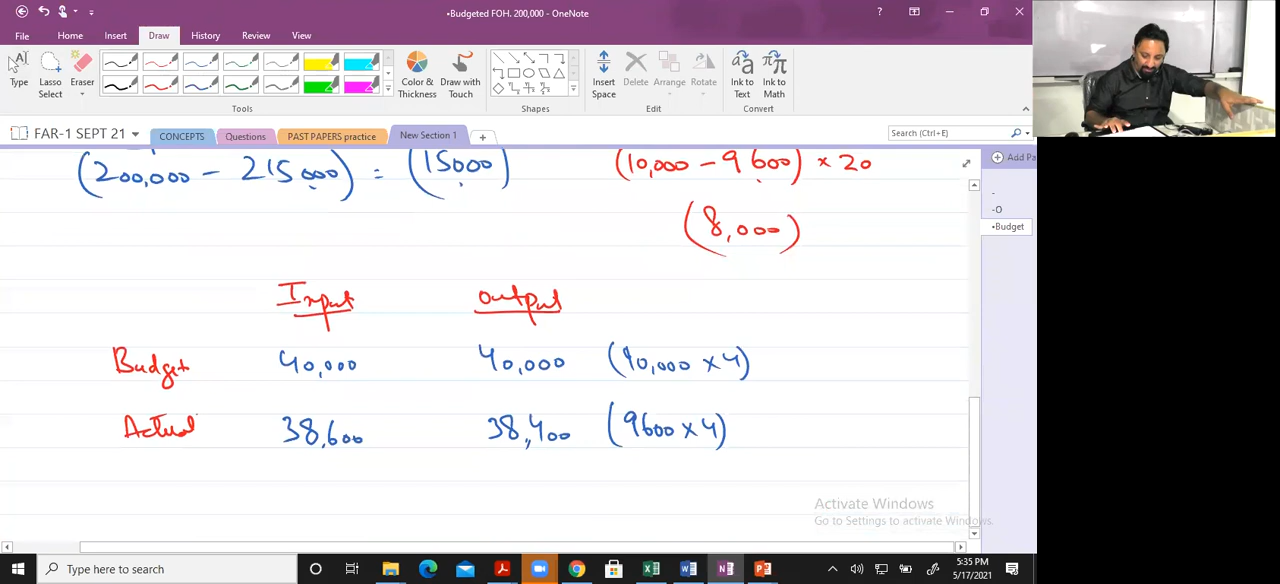 •Budgeted FOH. 200,000 - OneNote
File Home Insert Draw History Review View
Type
Lasso Select
Eraser
Color & Thickness
Draw with Touch
Insert Space
Delete
Arrange
Rotate
Ink to Text
Ink to Math
Tools
Shapes
Edit
Convert
FAR-1 SEPT 21
CONCEPTS Questions PAST PAPERS practice New Section 1
Search (Ctrl+E)
Add Pa
-
-O
•Budget
(200,000 - 215000) = (15000)
(10,000 - 9600) × 20
(8,000)
Input output
Budget 40,000 40,000 (10,000 × 4)
Actual 38,600 38,400 (9600 × 4)
Activate Windows
Go to Settings to activate Windows.
Type here to search
5:35 PM
5/17/2021